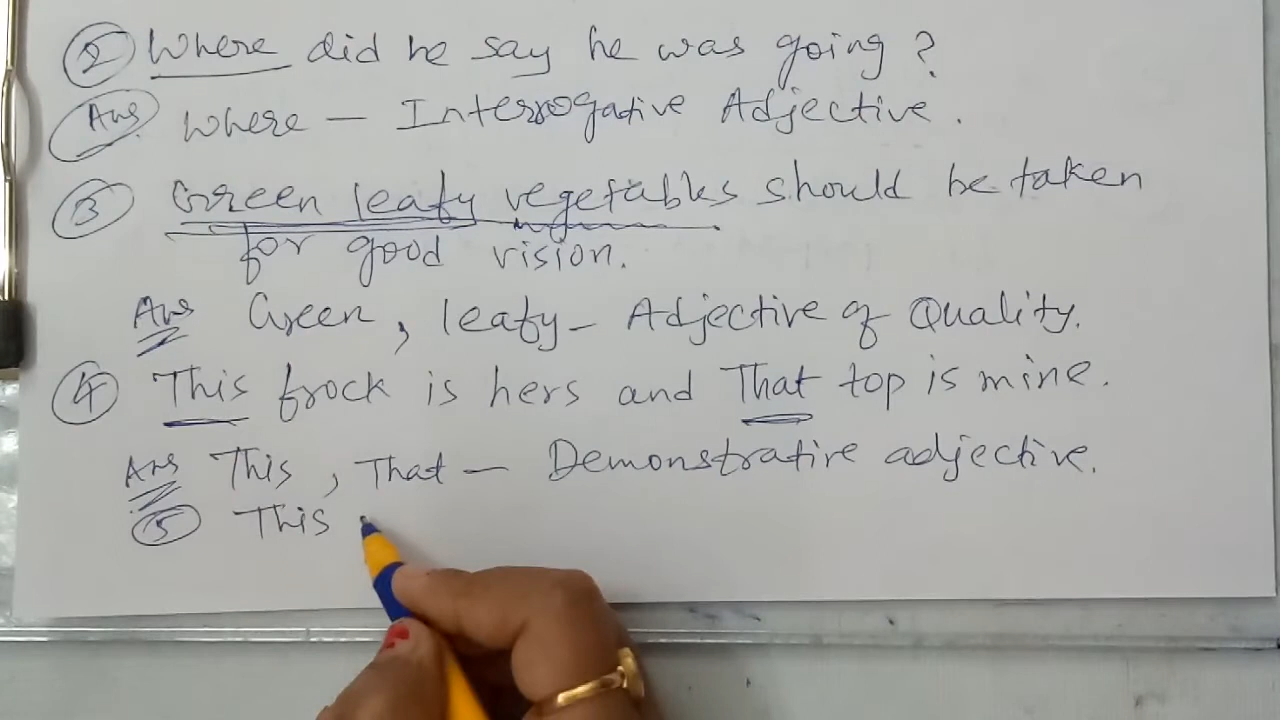 2 Where did he say he was going?
Ans Where - Interrogative Adjective.
3 Green leafy vegetables should be taken
for good vision.
Ans Green, leafy - Adjective of Quality.
4 This frock is hers and That top is mine.
Ans This, That - Demonstrative adjective.
5 This